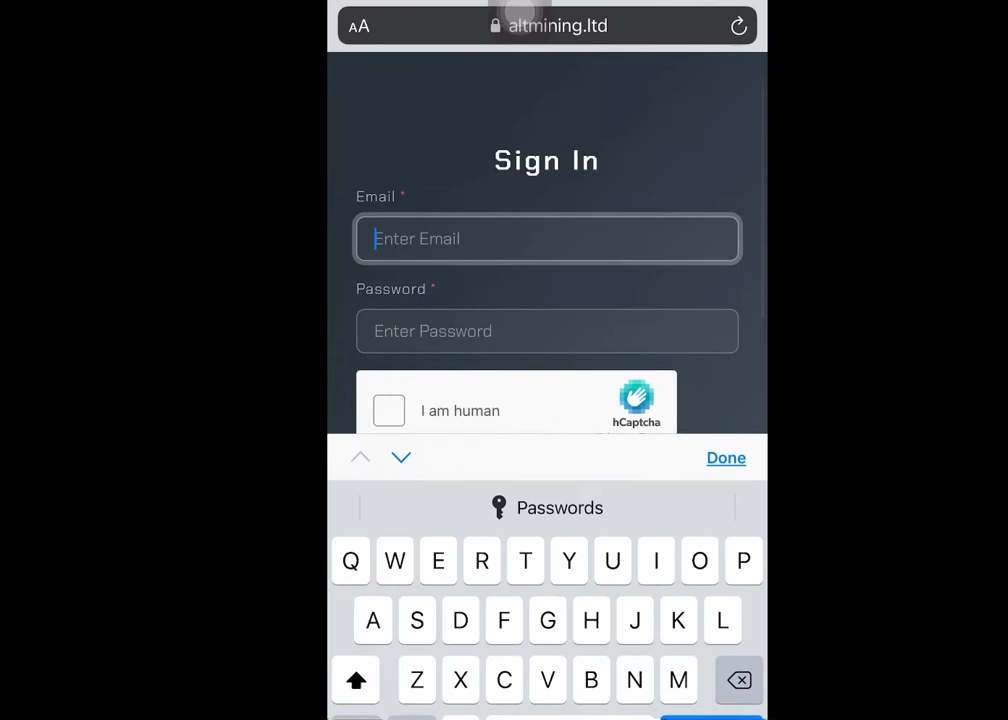 AA altmining.ltd
Sign In
Email *
Enter Email
Password *
Enter Password
I am human
hCaptcha
Done
Passwords
Q W E R T Y U I O P
A S D F G H J K L
Z X C V B N M